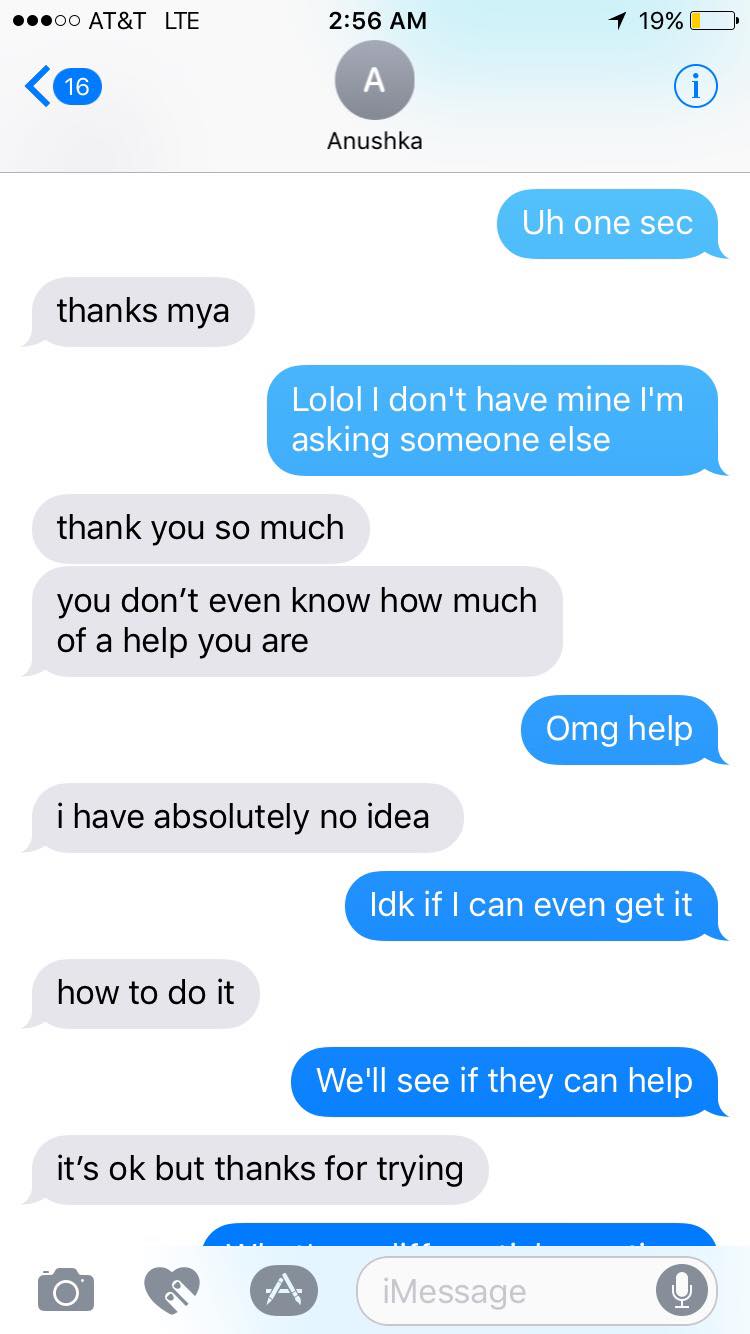 AT&T LTE 2:56 AM 19%
16
A
Anushka
Uh one sec
thanks mya
Lolol I don't have mine I'm
asking someone else
thank you so much
you don’t even know how much
of a help you are
Omg help
i have absolutely no idea
Idk if I can even get it
how to do it
We'll see if they can help
it’s ok but thanks for trying
iMessage